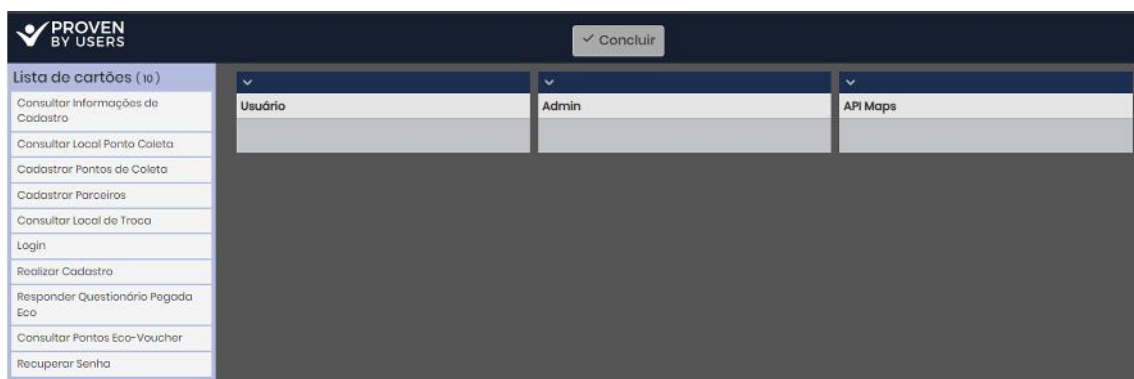 PROVEN
BY USERS
Concluir
Lista de cartões (10)
Consultar Informações de
Cadastro
Consultar Local Ponto Coleta
Cadastrar Pontos de Coleta
Cadastrar Parceiros
Consultar Local de Troca
Login
Realizar Cadastro
Responder Questionário Pegada
Eco
Consultar Pontos Eco-Voucher
Recuperar Senha
Usuário
Admin
API Maps